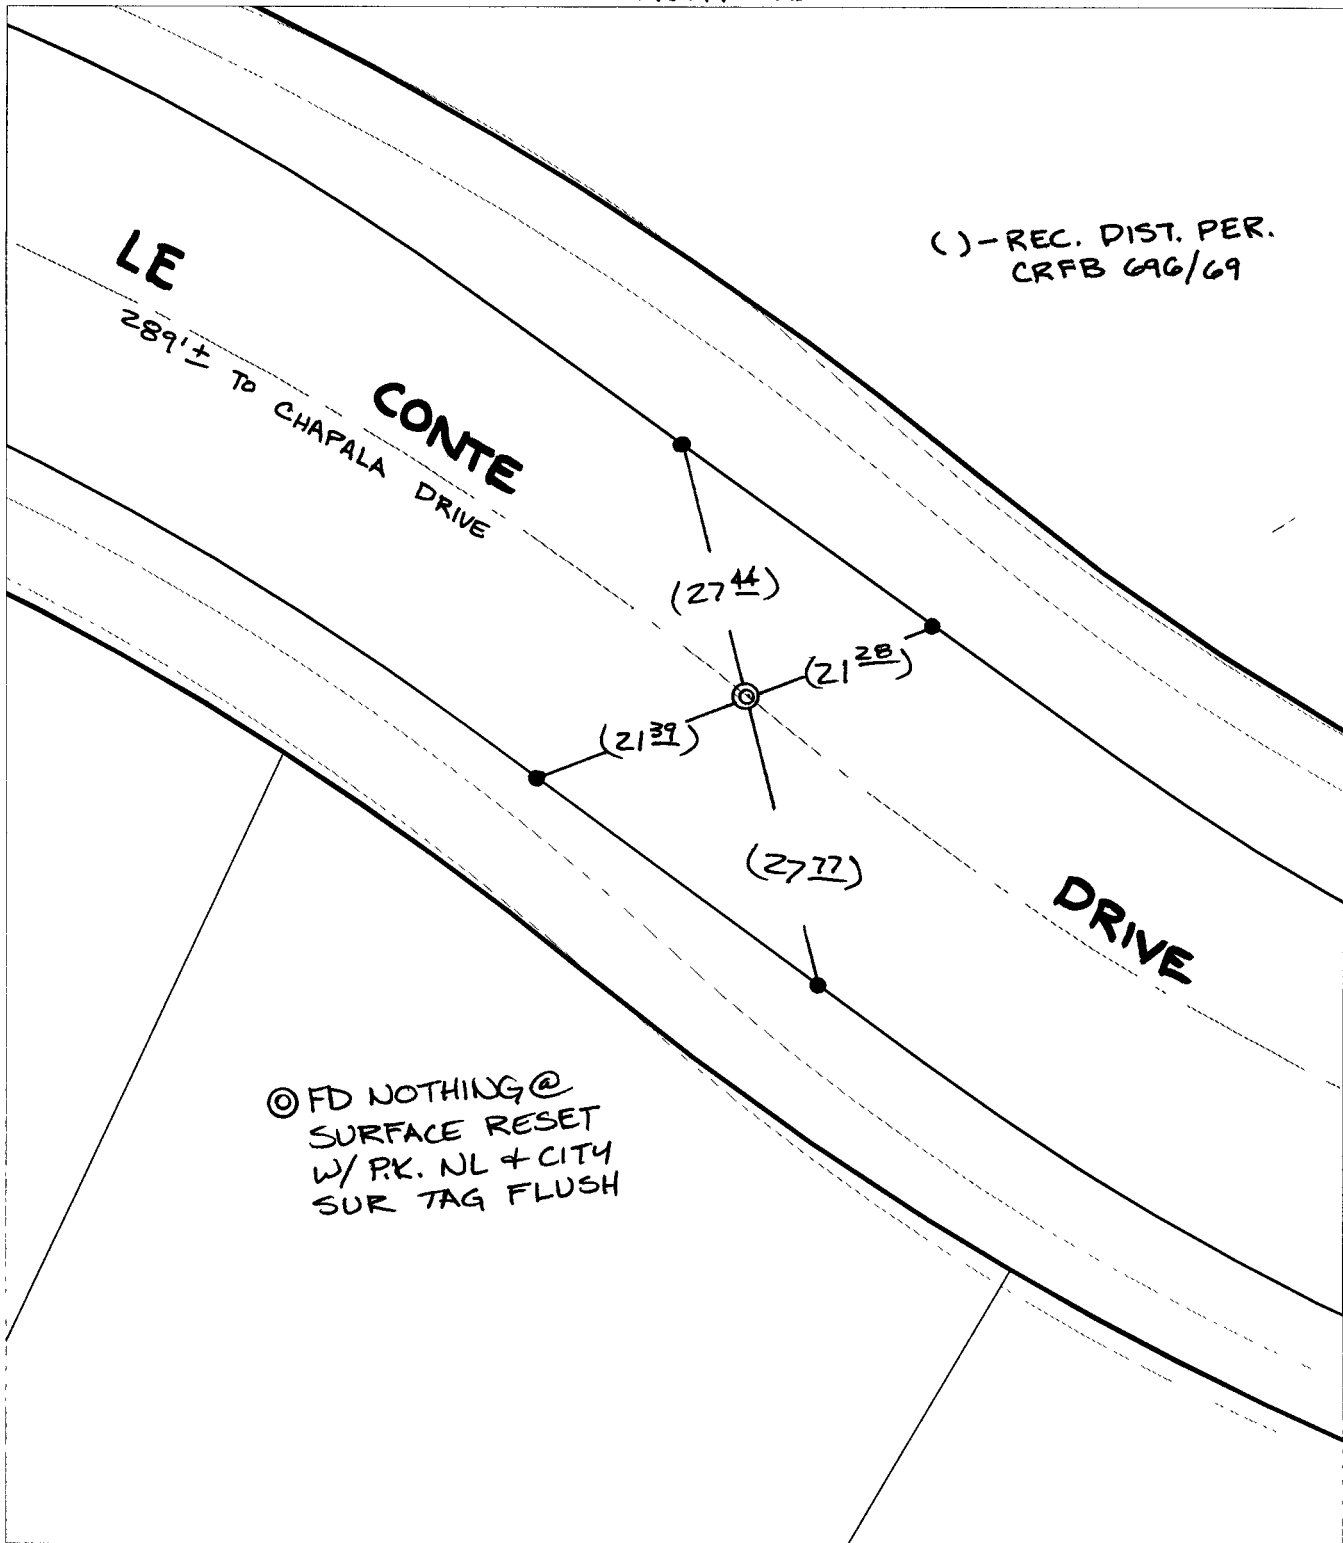 ( ) - REC. DIST. PER.
CRFB 696/69
LE CONTE DRIVE
289'± TO CHAPALA DRIVE
(27 44)
(21 28)
(21 39)
(27 77)
◎ FD NOTHING @
SURFACE RESET
W/ P.K. NL + CITY
SUR TAG FLUSH